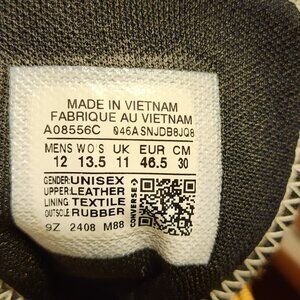 MADE IN VIETNAM
FABRIQUE AU VIETNAM
A08556C 046ASNJDB8JQ8
MENS WO'S UK EUR CM
12 13.5 11 46.5 30
GENDER:UNISEX
UPPER:LEATHER
LINING TEXTILE
OUTSOLE RUBBER
CONVERSE
9Z 2408 M88